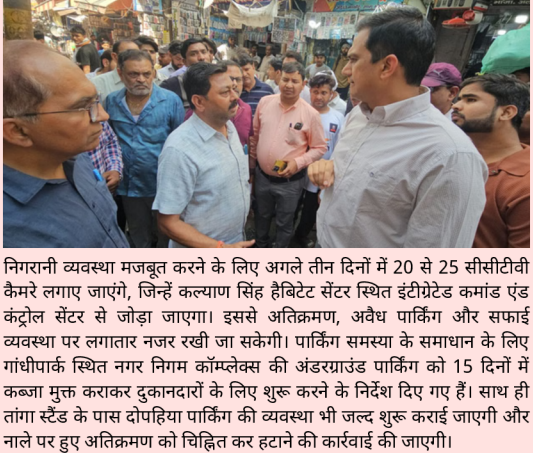 निगरानी व्यवस्था मजबूत करने के लिए अगले तीन दिनों में 20 से 25 सीसीटीवी
कैमरे लगाए जाएंगे, जिन्हें कल्याण सिंह हैबिटेट सेंटर स्थित इंटीग्रेटेड कमांड एंड
कंट्रोल सेंटर से जोड़ा जाएगा। इससे अतिक्रमण, अवैध पार्किंग और सफाई
व्यवस्था पर लगातार नजर रखी जा सकेगी। पार्किंग समस्या के समाधान के लिए
गांधीपार्क स्थित नगर निगम कॉम्प्लेक्स की अंडरग्राउंड पार्किंग को 15 दिनों में
कब्जा मुक्त कराकर दुकानदारों के लिए शुरू करने के निर्देश दिए गए हैं। साथ ही
तांगा स्टैंड के पास दोपहिया पार्किंग की व्यवस्था भी जल्द शुरू कराई जाएगी और
नाले पर हुए अतिक्रमण को चिह्नित कर हटाने की कार्रवाई की जाएगी।